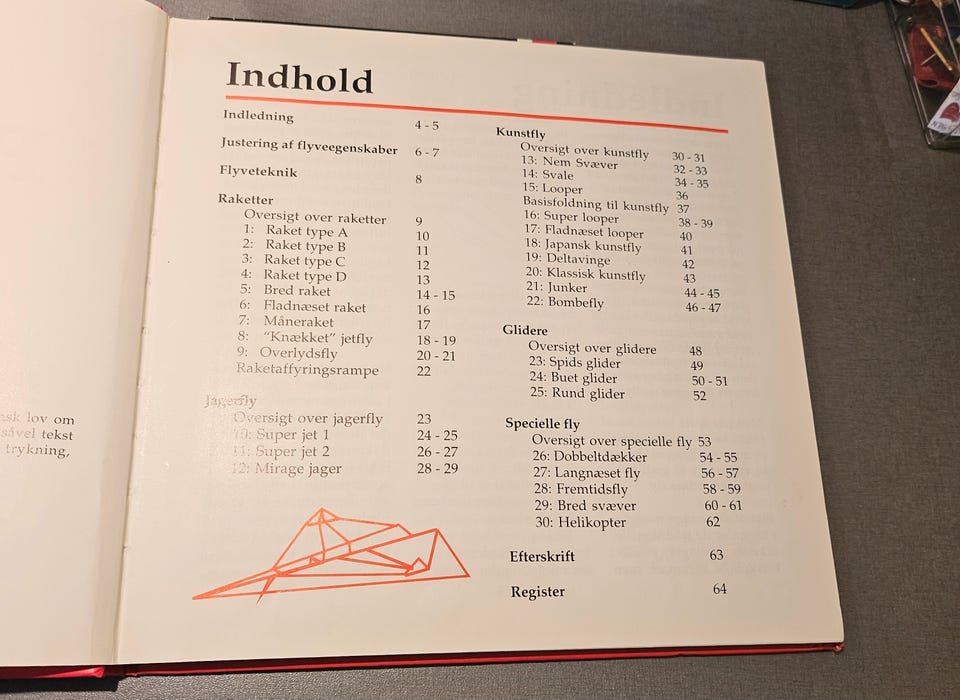 nsk lov om
såvel tekst
trykning,
Indhold
Indledning 4 - 5
Justering af flyveegenskaber 6 - 7
Flyveteknik 8
Raketter
Oversigt over raketter 9
1: Raket type A 10
2: Raket type B 11
3: Raket type C 12
4: Raket type D 13
5: Bred raket 14 - 15
6: Fladnæset raket 16
7: Måneraket 17
8: "Knækket" jetfly 18 - 19
9: Overlydsfly 20 - 21
Raketaffyringsrampe 22
Jagerfly
Oversigt over jagerfly 23
10: Super jet 1 24 - 25
11: Super jet 2 26 - 27
12: Mirage jager 28 - 29
Kunstfly
Oversigt over kunstfly 30 - 31
13: Nem Svæver 32 - 33
14: Svale 34 - 35
15: Looper 36
Basisfoldning til kunstfly 37
16: Super looper 38 - 39
17: Fladnæset looper 40
18: Japansk kunstfly 41
19: Deltavinge 42
20: Klassisk kunstfly 43
21: Junker 44 - 45
22: Bombefly 46 - 47
Glidere
Oversigt over glidere 48
23: Spids glider 49
24: Buet glider 50 - 51
25: Rund glider 52
Specielle fly
Oversigt over specielle fly 53
26: Dobbeltdækker 54 - 55
27: Langnæset fly 56 - 57
28: Fremtidsfly 58 - 59
29: Bred svæver 60 - 61
30: Helikopter 62
Efterskrift 63
Register 64